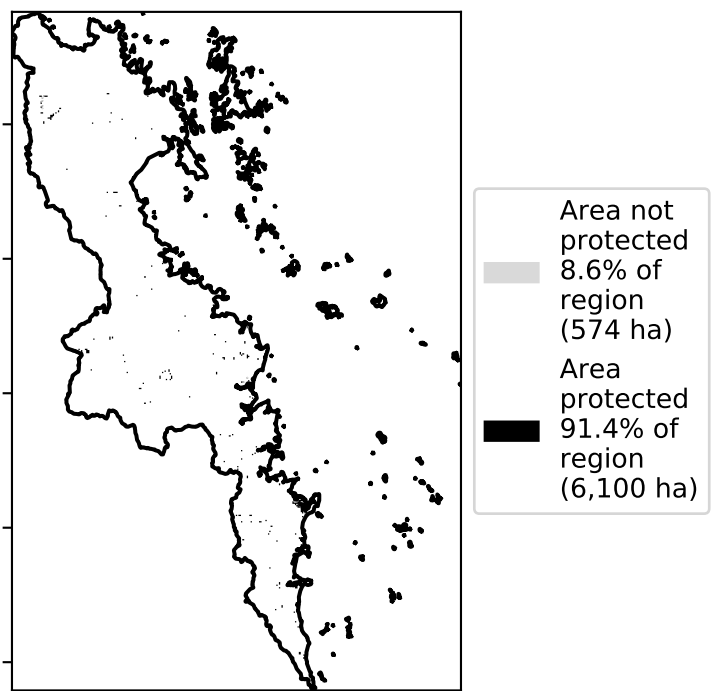 Area not
protected
8.6% of
region
(574 ha)
Area
protected
91.4% of
region
(6,100 ha)